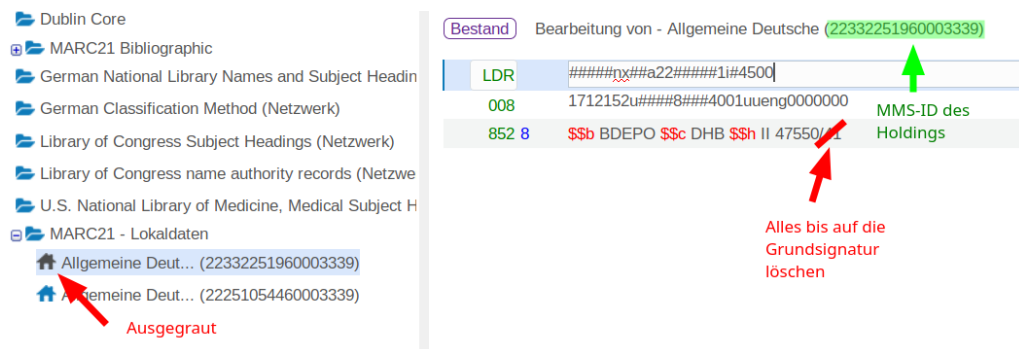 Dublin Core
MARC21 Bibliographic
German National Library Names and Subject Headin
German Classification Method (Netzwerk)
Library of Congress Subject Headings (Netzwerk)
Library of Congress name authority records (Netzwe
U.S. National Library of Medicine, Medical Subject H
MARC21 - Lokaldaten
Allgemeine Deut... (22332251960003339)
Allgemeine Deut... (222251054460003339)
Ausgegraut
Bestand Bearbeitung von - Allgemeine Deutsche (22332251960003339)
LDR #####nx##a22#####1i#4500
008 1712152u####8###4001uueng0000000
852 8 $$b BDEPO $$c DHB $$h II 47550/41
MMS-ID des
Holdings
Alles bis auf die
Grundsignatur
löschen